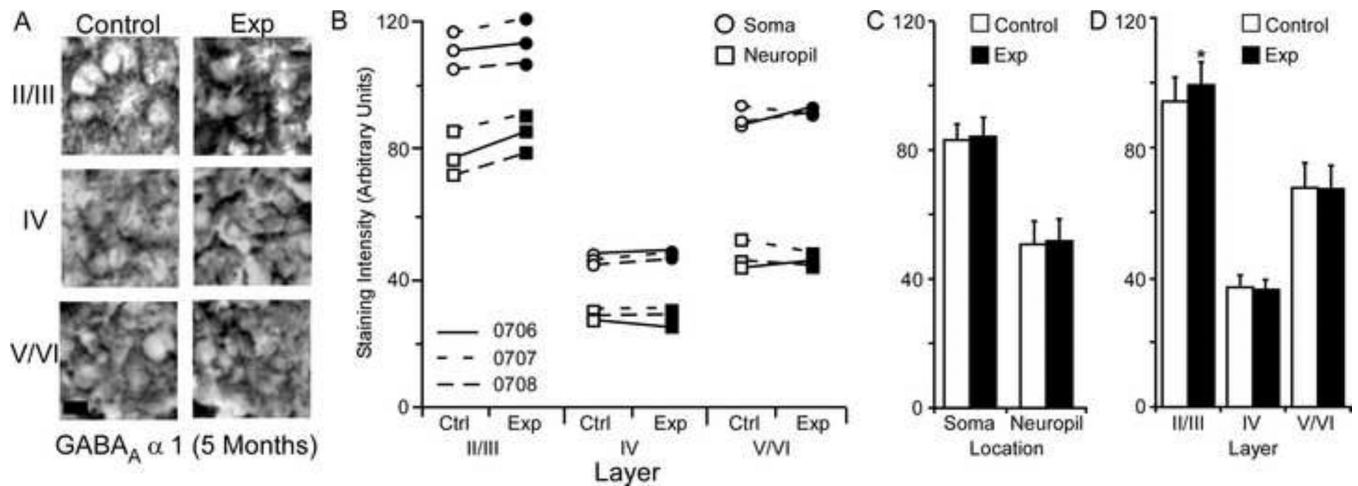 A
Control
Exp
II/III
IV
V/VI
GABAA α 1 (5 Months)
B
Staining Intensity (Arbitrary Units)
120
80
40
0
Soma
Neuropil
0706
0707
0708
Ctrl Exp Ctrl Exp Ctrl Exp
II/III IV V/VI
Layer
C
120
80
40
0
Control
Exp
Soma Neuropil
Location
D
120
80
40
0
Control
Exp
*
II/III IV V/VI
Layer